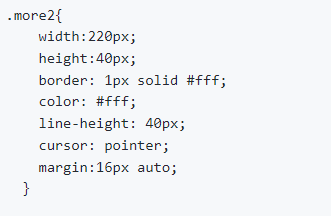 .more2{
    width:220px;
    height:40px;
    border: 1px solid #fff;
    color: #fff;
    line-height: 40px;
    cursor: pointer;
    margin:16px auto;
  }